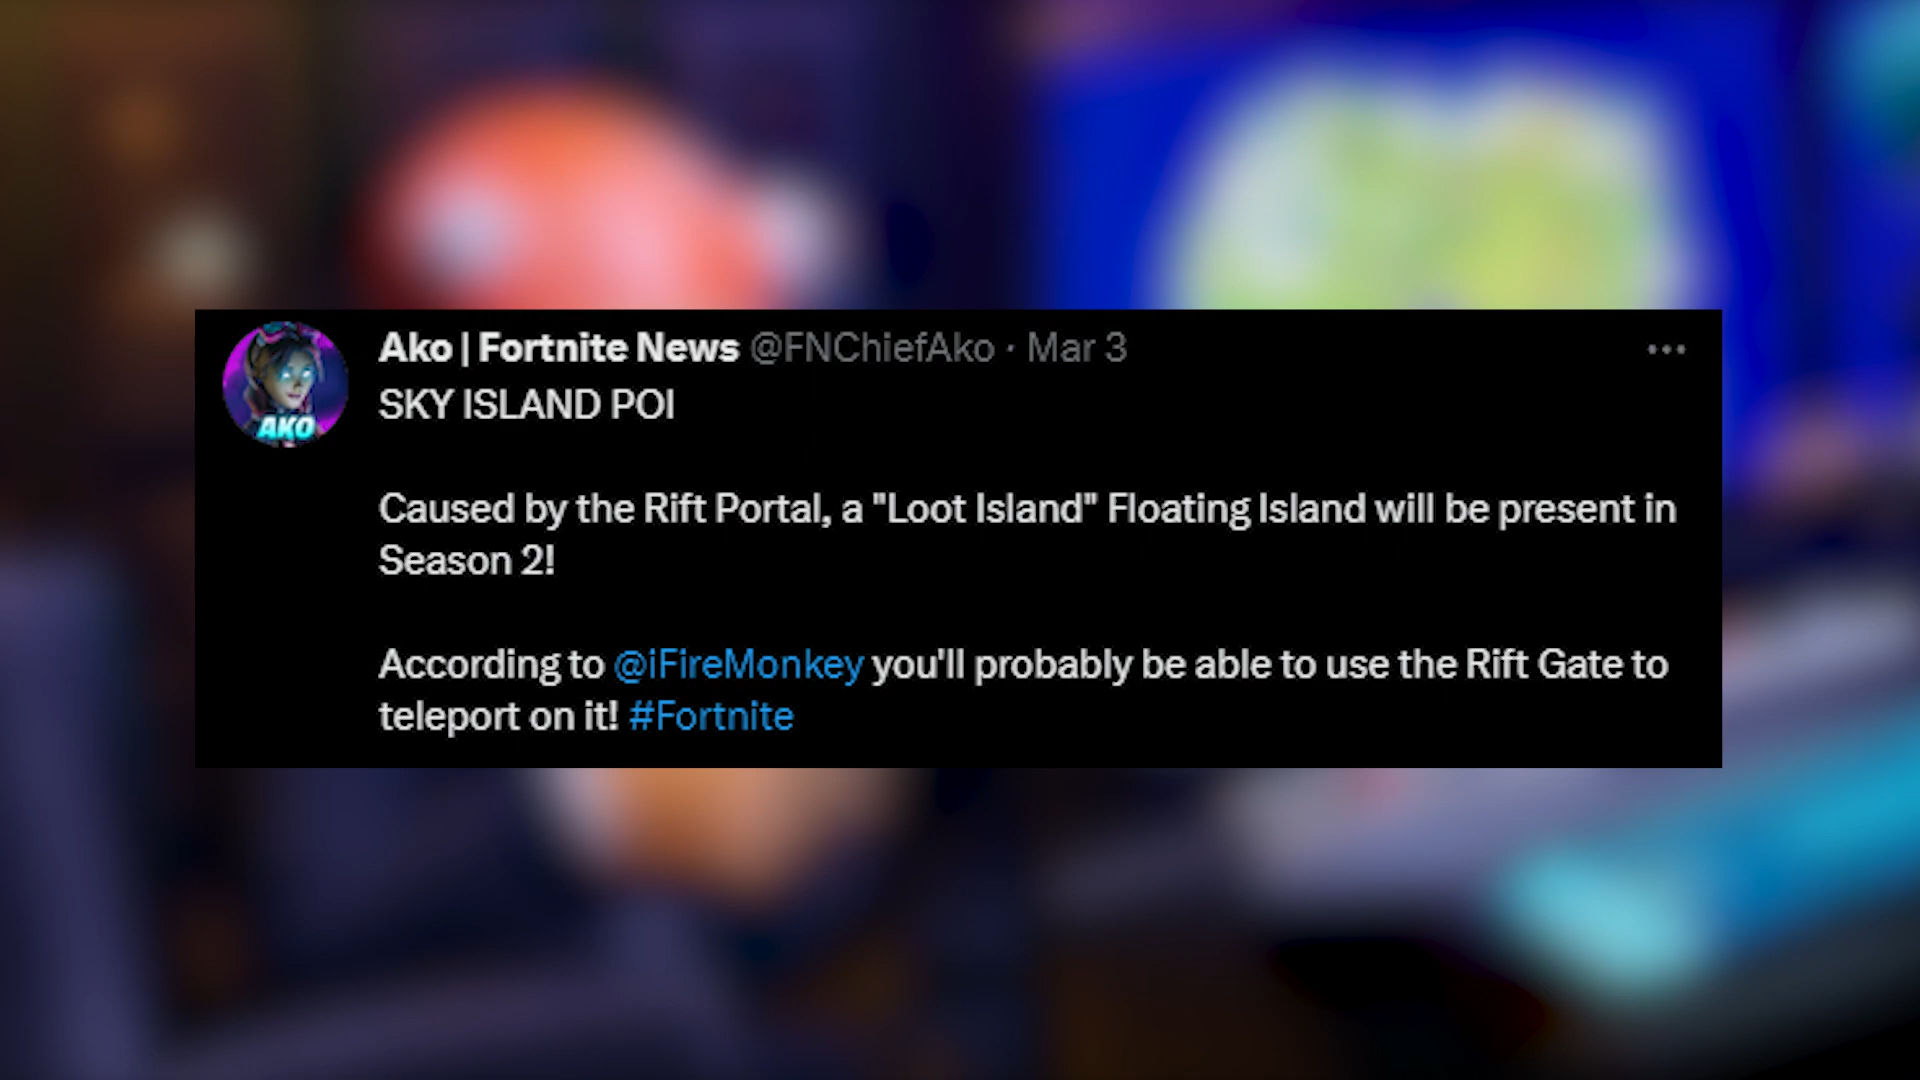 Ako | Fortnite News @FNChiefAko · Mar 3
SKY ISLAND POI
AKO
Caused by the Rift Portal, a "Loot Island" Floating Island will be present in
Season 2!
According to @iFireMonkey you'll probably be able to use the Rift Gate to
teleport on it! #Fortnite